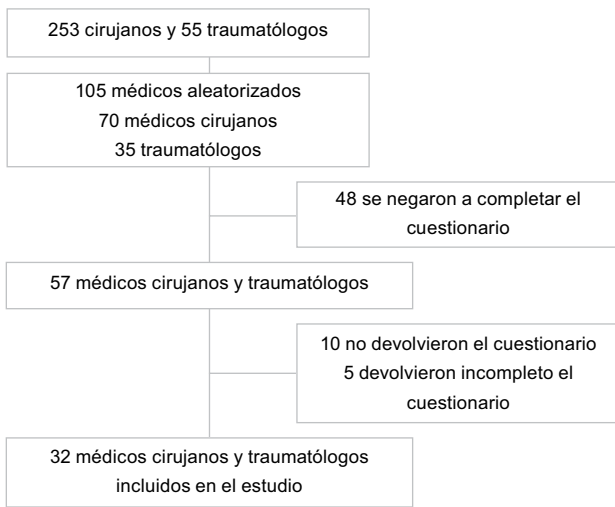 253 cirujanos y 55 traumatólogos
105 médicos aleatorizados
70 médicos cirujanos
35 traumatólogos
48 se negaron a completar el
cuestionario
57 médicos cirujanos y traumatólogos
10 no devolvieron el cuestionario
5 devolvieron incompleto el
cuestionario
32 médicos cirujanos y traumatólogos
incluidos en el estudio